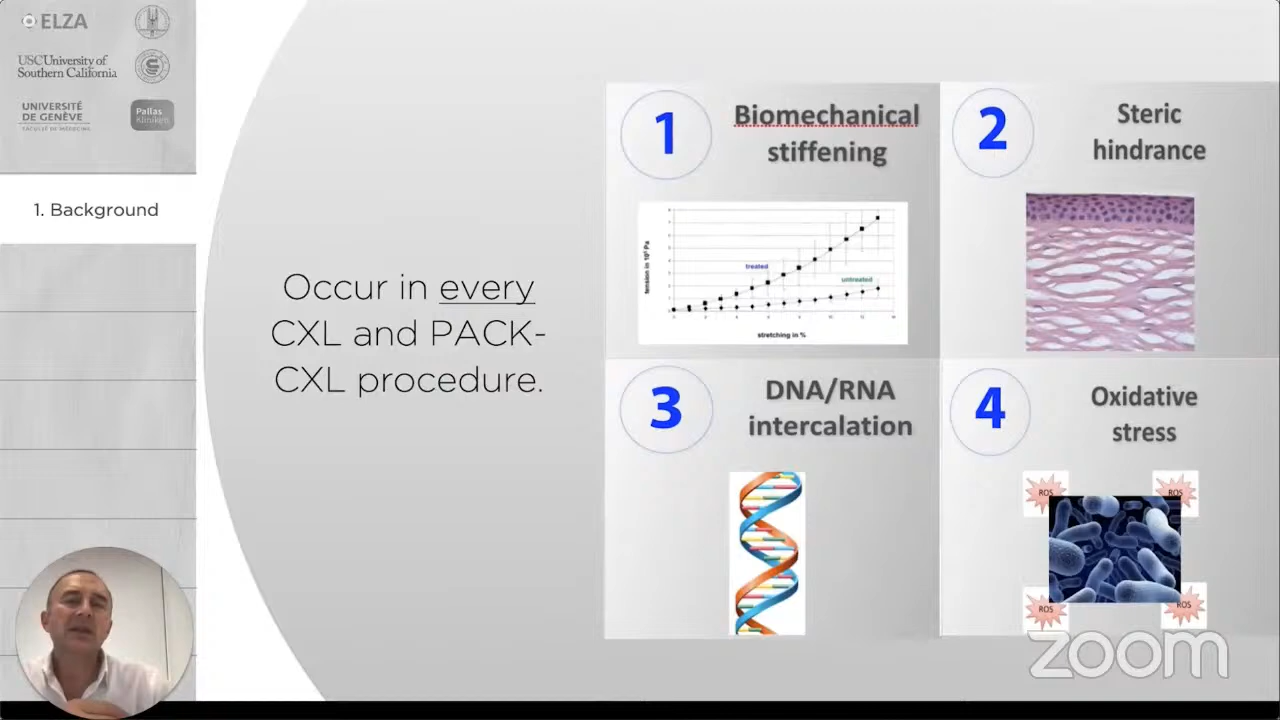 ELZA
USC University of
Southern California
UNIVERSITÉ
DE GENÈVE
FACULTÉ DE MÉDECINE
Pallas
Kliniken
1. Background
Occur in every
CXL and PACK-
CXL procedure.
1
Biomechanical
stiffening
treated
untreated
stretching in %
2
Steric
hindrance
3
DNA/RNA
intercalation
4
Oxidative
stress
ROS
ROS
ROS
ROS
zoom